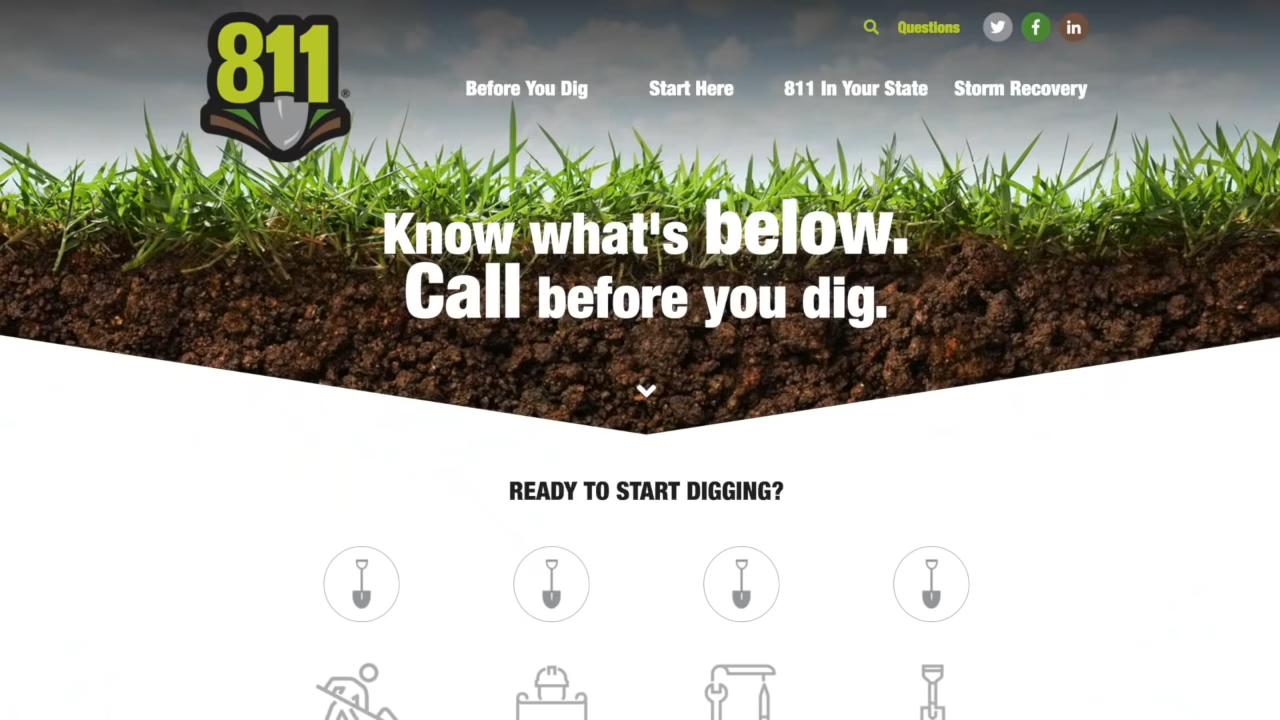 811
®
Questions
Before You Dig
Start Here
811 In Your State
Storm Recovery
Know what's below.
Call before you dig.
READY TO START DIGGING?